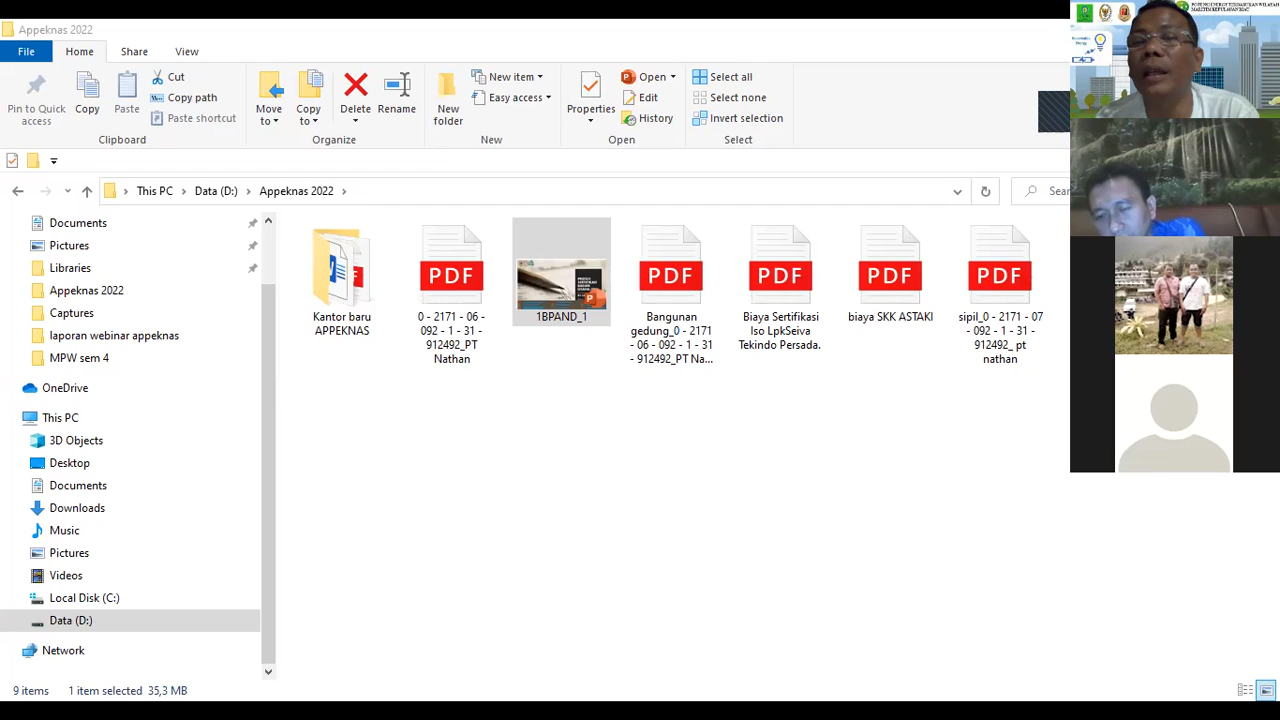 Appeknas 2022
File
Home
Share
View
Pin to Quick
access
Copy
Paste
Cut
Copy path
Paste shortcut
Clipboard
Move
to
Copy
to
Delete
Rename
Organize
New
folder
New item
Easy access
New
Properties
Open
Edit
History
Open
Select all
Select none
Invert selection
Select
This PC
Data (D:)
Appeknas 2022
Documents
Pictures
Libraries
Appeknas 2022
Captures
laporan webinar appeknas
MPW sem 4
OneDrive
This PC
3D Objects
Desktop
Documents
Downloads
Music
Pictures
Videos
Local Disk (C:)
Data (D:)
Network
Kantor baru
APPEKNAS
PDF
0 - 2171 - 06 -
092 - 1 - 31 -
912492_PT
Nathan
1BPAND_1
PDF
Bangunan
gedung_0 - 2171
- 06 - 092 - 1 - 31
- 912492_PT Na...
PDF
Biaya Sertifikasi
Iso LpkSeiva
Tekindo Persada.
PDF
biaya SKK ASTAKI
PDF
sipil_0 - 2171 - 07
- 092 - 1 - 31 -
912492_ pt
nathan
9 items
1 item selected 35,3 MB